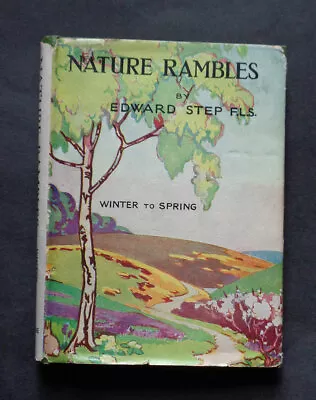 NATURE RAMBLES
BY
EDWARD STEP F.L.S.
WINTER TO SPRING